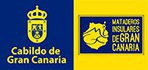 Cabildo de
Gran Canaria
MATADEROS
INSULARES
DE GRAN
CANARIA